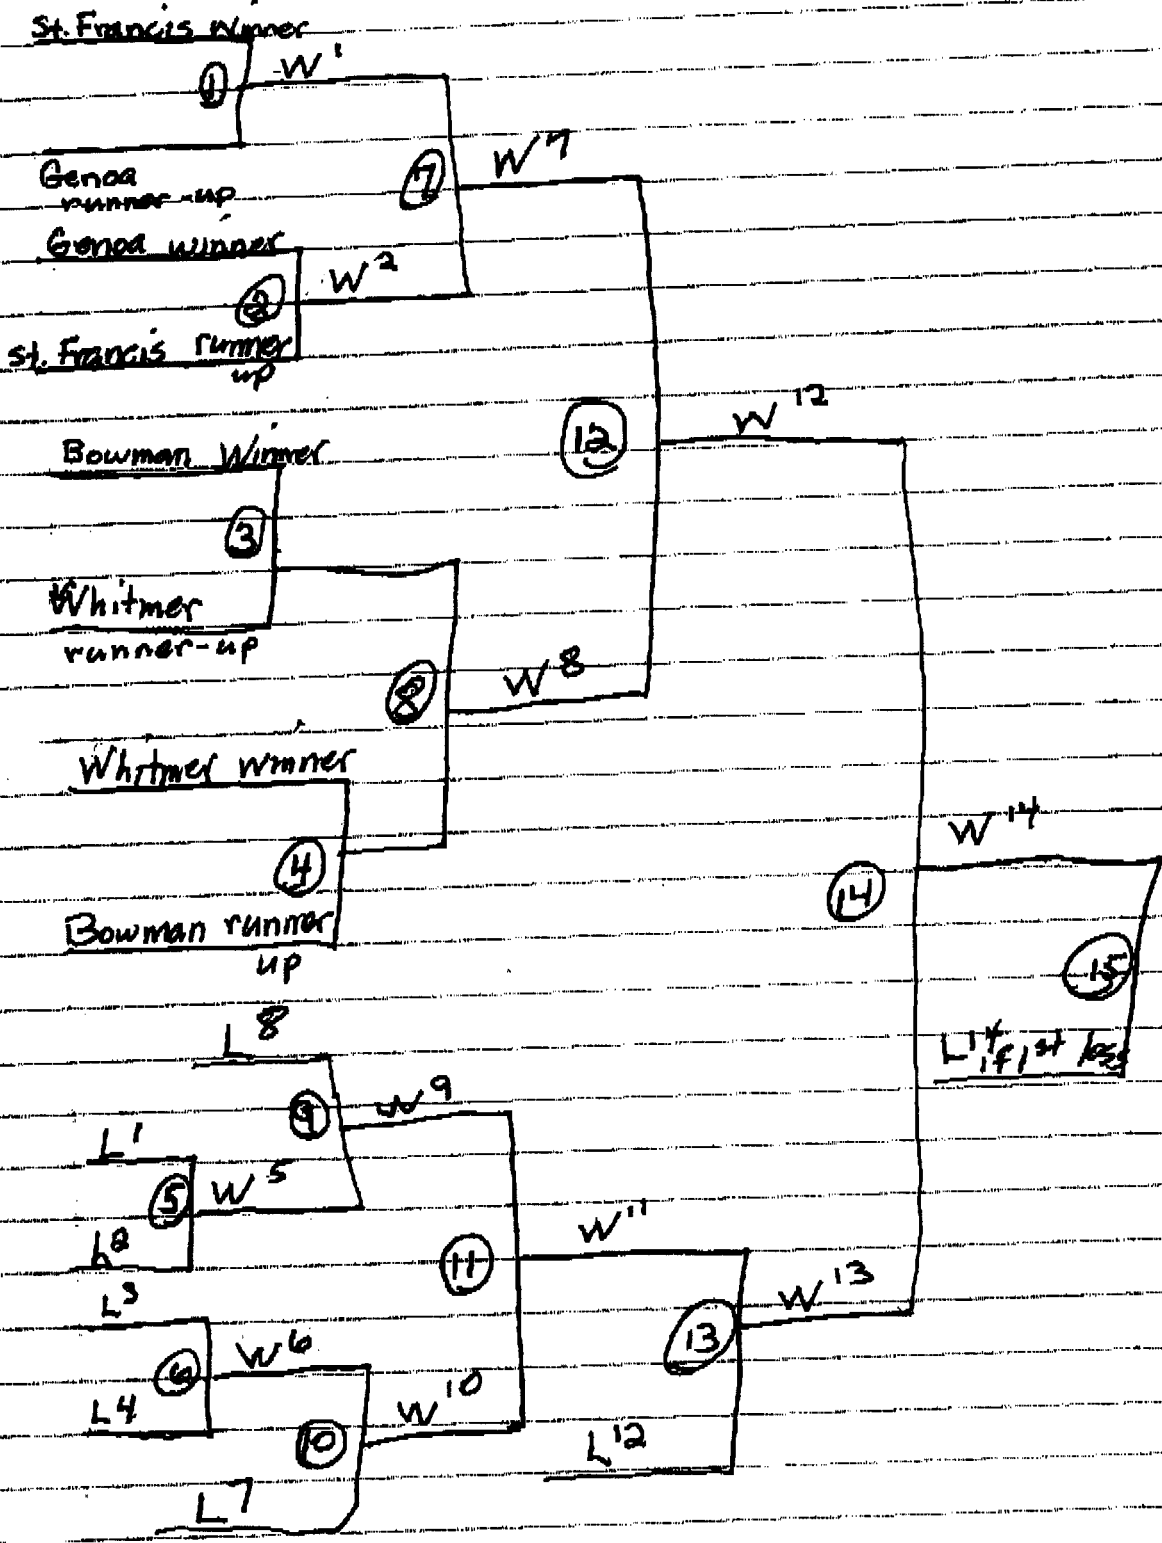 St. Francis Winner
1
W1
Genoa
runner-up
7
W7
Genoa winner
2
W2
St. Francis runner
up
12
W12
Bowman Winner
3
Whitmer
runner-up
8
W8
Whitmer winner
4
Bowman runner
up
14
W14
15
L14 if 1st loss
L8
9
W9
L1
5
W5
L2
11
W11
L3
6
W6
L4
13
W13
10
W10
L12
L7